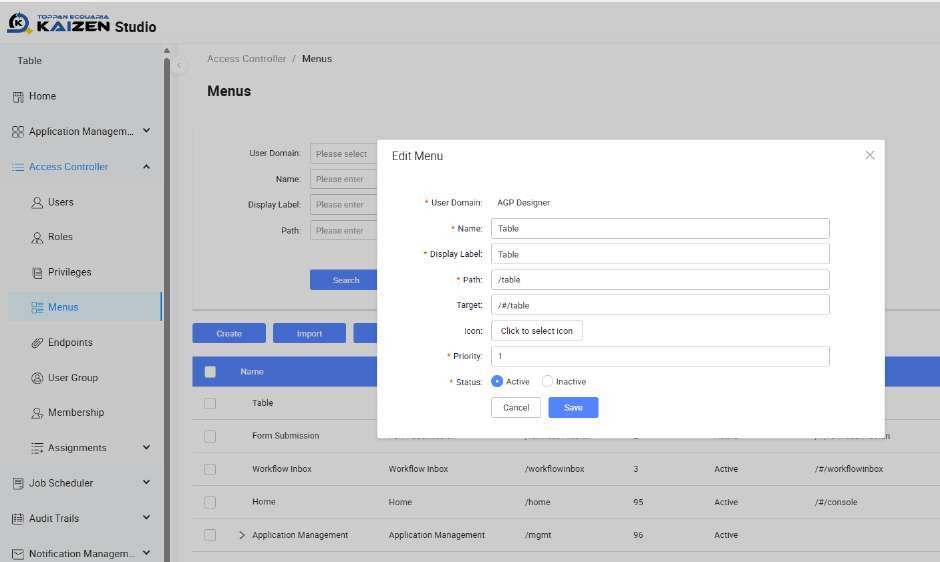 TOPPAN ECQUARIA
KAIZEN Studio
Table
Home
Application Managem...
Access Controller
Users
Roles
Privileges
Menus
Endpoints
User Group
Membership
Assignments
Job Scheduler
Audit Trails
Notification Managem...
Access Controller / Menus
Menus
User Domain: Please select
Name: Please enter
Display Label: Please enter
Path: Please enter
Search
Create Import
Edit Menu
* User Domain: AGP Designer
* Name: Table
* Display Label: Table
* Path: /table
Target: /#/table
Icon: Click to select icon
* Priority: 1
* Status: Active Inactive
Cancel Save
Name
Table
Form Submission
Workflow Inbox Workflow Inbox /workflowinbox 3 Active /#/workflowinbox
Home Home /home 95 Active /#/console
Application Management Application Management /mgmt 96 Active